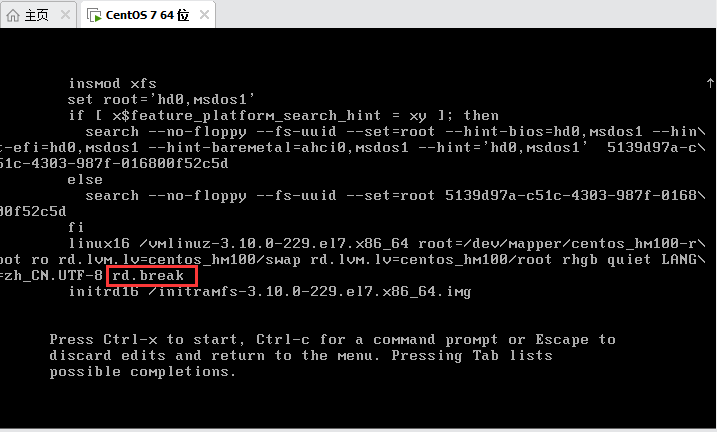 主页
CentOS 7 64 位
insmod xfs
set root='hd0,msdos1'
if [ x$feature_platform_search_hint = xy ]; then
search --no-floppy --fs-uuid --set=root --hint-bios=hd0,msdos1 --hin\
t-efi=hd0,msdos1 --hint-baremetal=ahci0,msdos1 --hint='hd0,msdos1'  5139d97a-c\
51c-4303-987f-016800f52c5d
else
search --no-floppy --fs-uuid --set=root 5139d97a-c51c-4303-987f-0168\
00f52c5d
fi
linux16 /vmlinuz-3.10.0-229.el7.x86_64 root=/dev/mapper/centos_hm100-r\
oot ro rd.lvm.lv=centos_hm100/swap rd.lvm.lv=centos_hm100/root rhgb quiet LANG\
=zh_CN.UTF-8 rd.break
initrd16 /initramfs-3.10.0-229.el7.x86_64.img
Press Ctrl-x to start, Ctrl-c for a command prompt or Escape to
discard edits and return to the menu. Pressing Tab lists
possible completions.